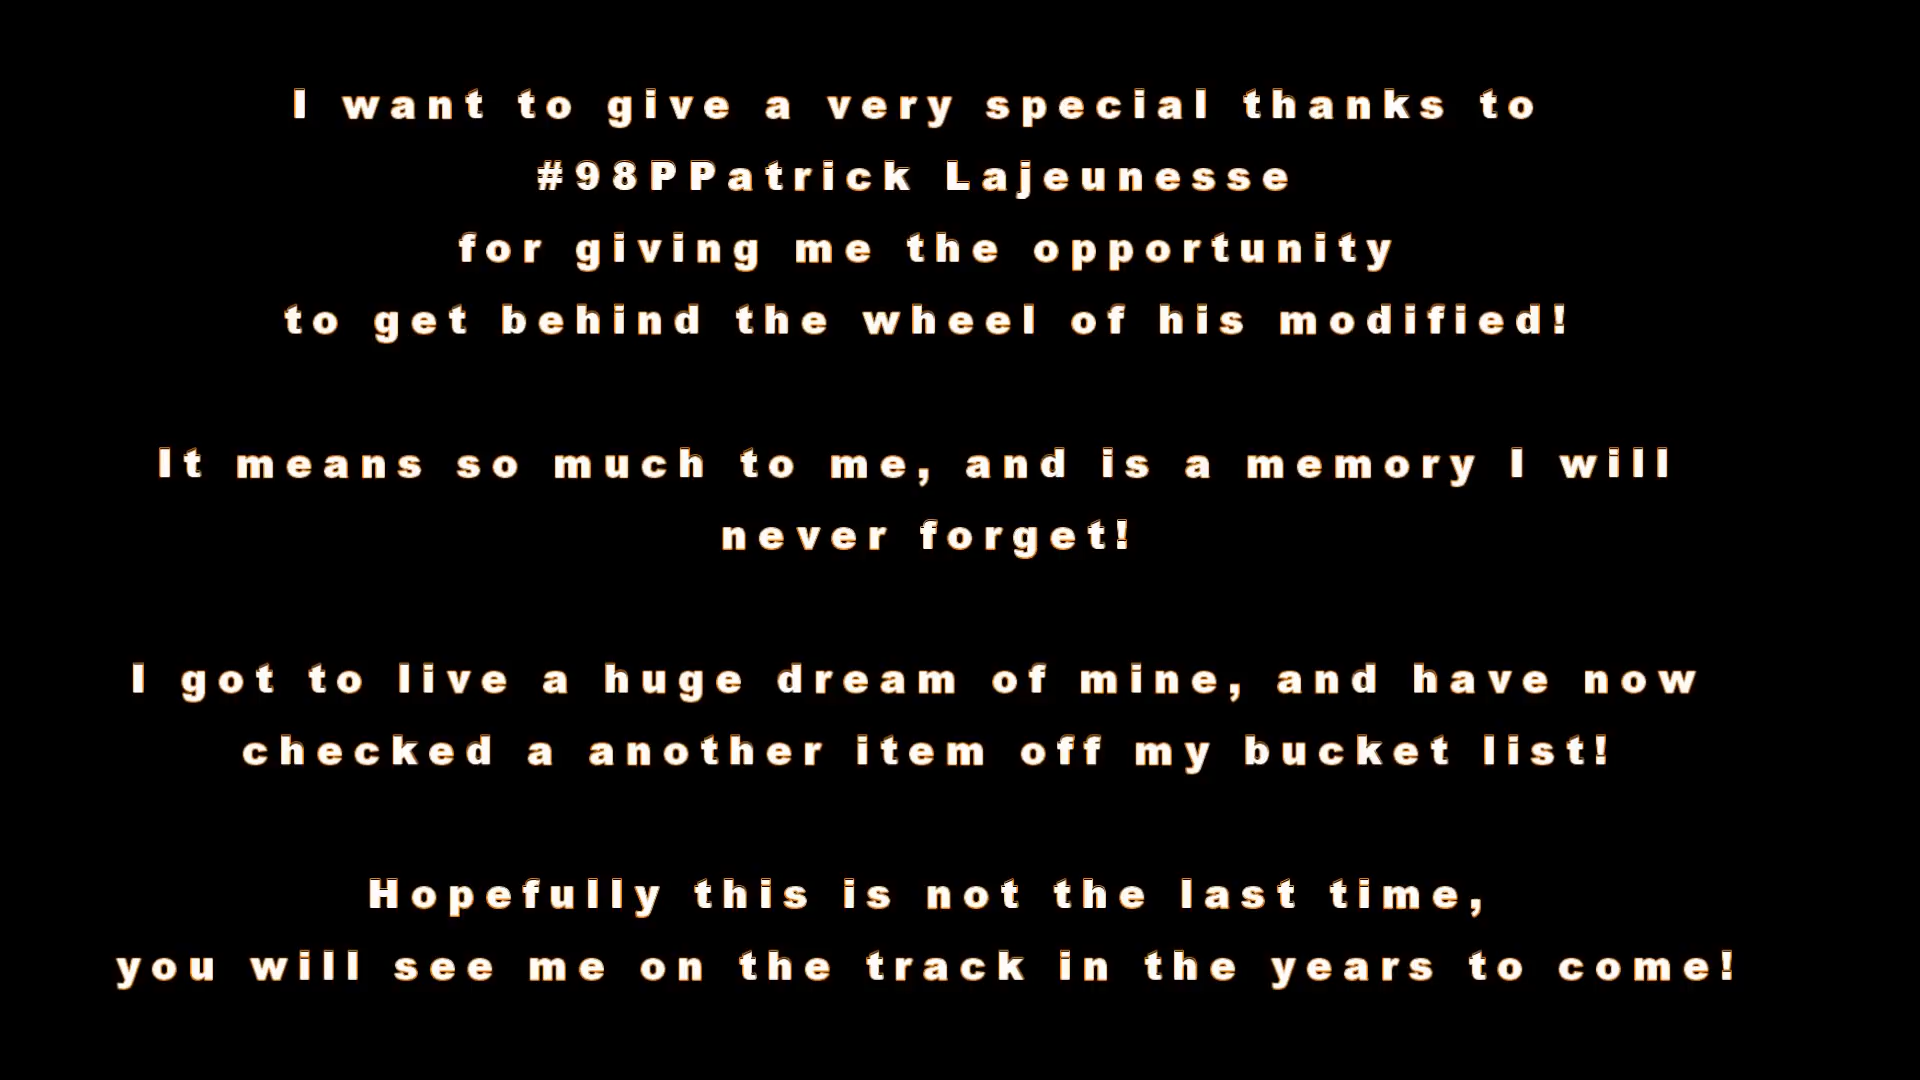 I want to give a very special thanks to
#98PPatrick Lajeunesse
for giving me the opportunity
to get behind the wheel of his modified!
It means so much to me, and is a memory I will
never forget!
I got to live a huge dream of mine, and have now
checked a another item off my bucket list!
Hopefully this is not the last time,
you will see me on the track in the years to come!